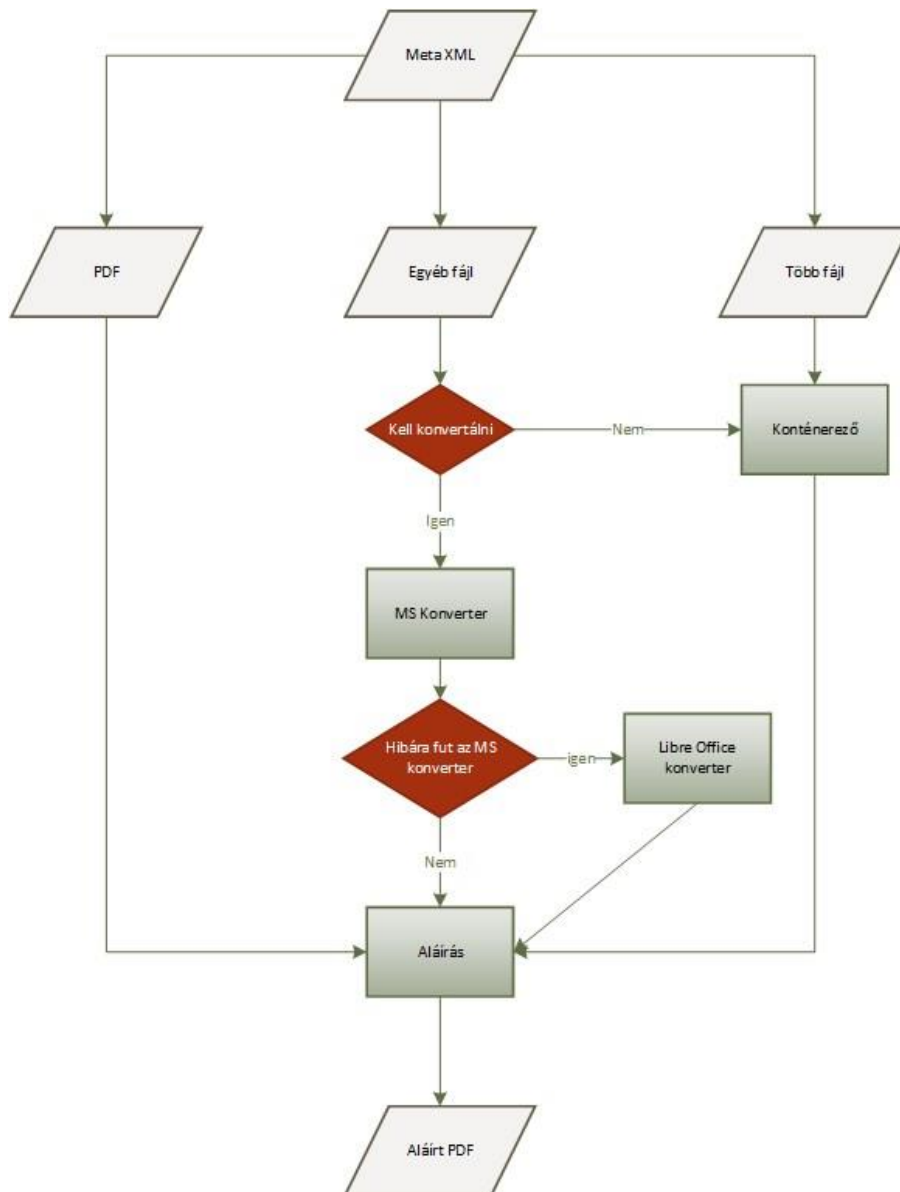 Meta XML
PDF
Egyéb fájl
Több fájl
Kell konvertálni
Nem
Konténerező
Igen
MS Konverter
Hibára fut az MS
konverter
igen
Libre Office
konverter
Nem
Aláírás
Aláírt PDF